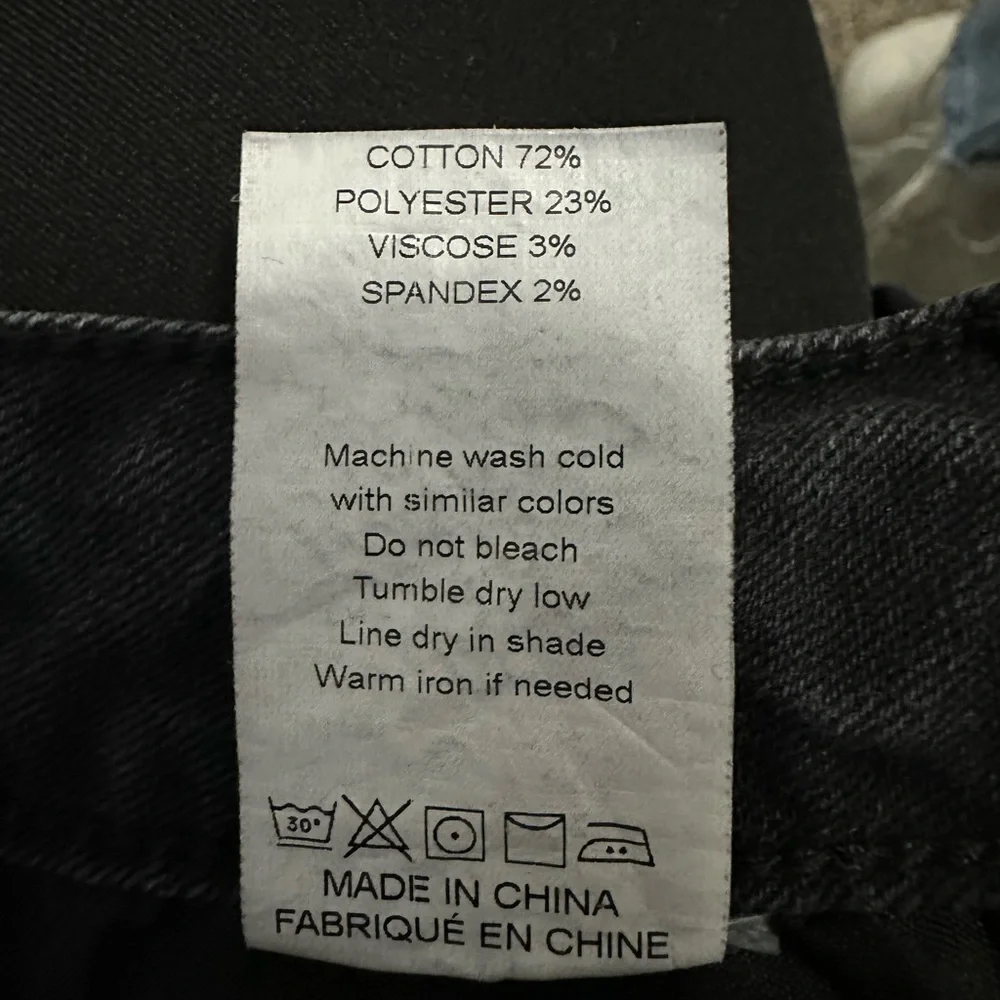 COTTON 72%
POLYESTER 23%
VISCOSE 3%
SPANDEX 2%
Machine wash cold
with similar colors
Do not bleach
Tumble dry low
Line dry in shade
Warm iron if needed
30°
MADE IN CHINA
FABRIQUÉ EN CHINE